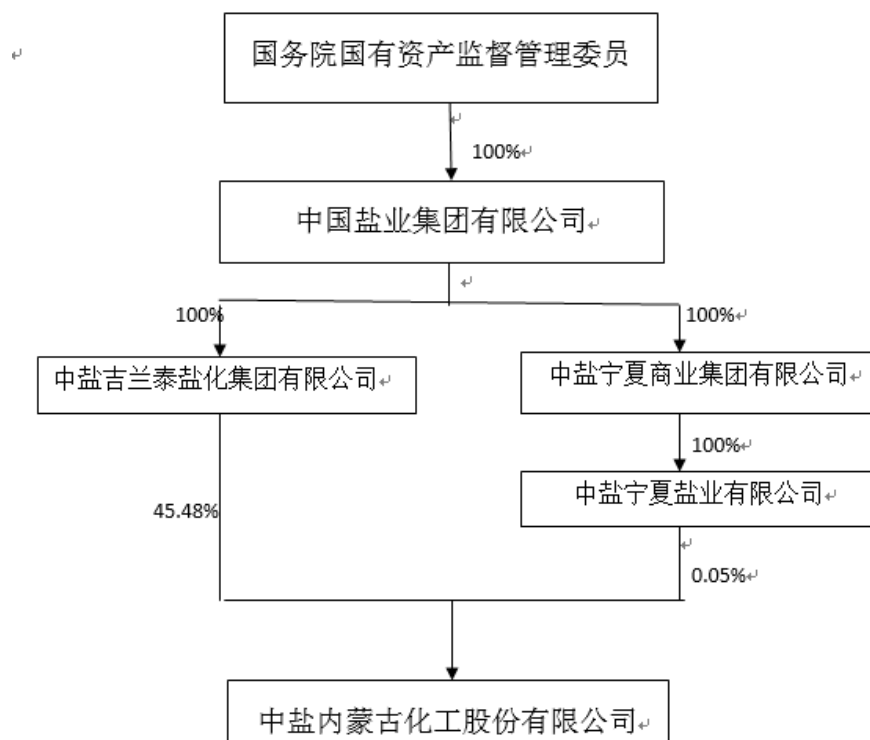 国务院国有资产监督管理委员
100%
中国盐业集团有限公司
100%
100%
中盐吉兰泰盐化集团有限公司
中盐宁夏商业集团有限公司
100%
中盐宁夏盐业有限公司
45.48%
0.05%
中盐内蒙古化工股份有限公司